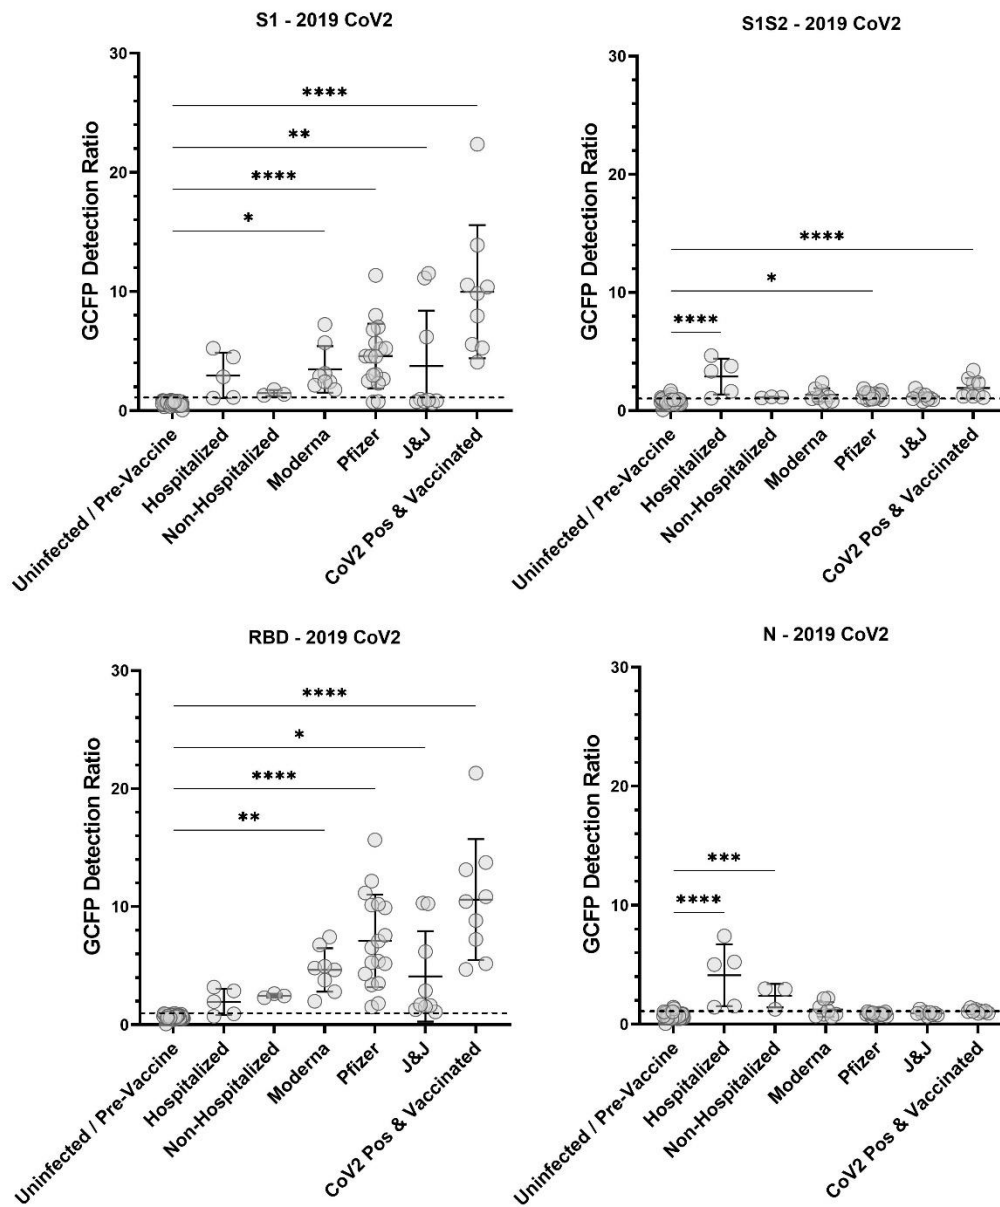 S1 - 2019 CoV2
GCFP Detection Ratio
30
20
10
0
****
**
****
*
Uninfected / Pre-Vaccine
Hospitalized
Non-Hospitalized
Moderna
Pfizer
J&J
CoV2 Pos & Vaccinated
S1S2 - 2019 CoV2
GCFP Detection Ratio
30
20
10
0
****
*
****
Uninfected / Pre-Vaccine
Hospitalized
Non-Hospitalized
Moderna
Pfizer
J&J
CoV2 Pos & Vaccinated
RBD - 2019 CoV2
GCFP Detection Ratio
30
20
10
0
****
*
****
**
Uninfected / Pre-Vaccine
Hospitalized
Non-Hospitalized
Moderna
Pfizer
J&J
CoV2 Pos & Vaccinated
N - 2019 CoV2
GCFP Detection Ratio
30
20
10
0
***
****
Uninfected / Pre-Vaccine
Hospitalized
Non-Hospitalized
Moderna
Pfizer
J&J
CoV2 Pos & Vaccinated